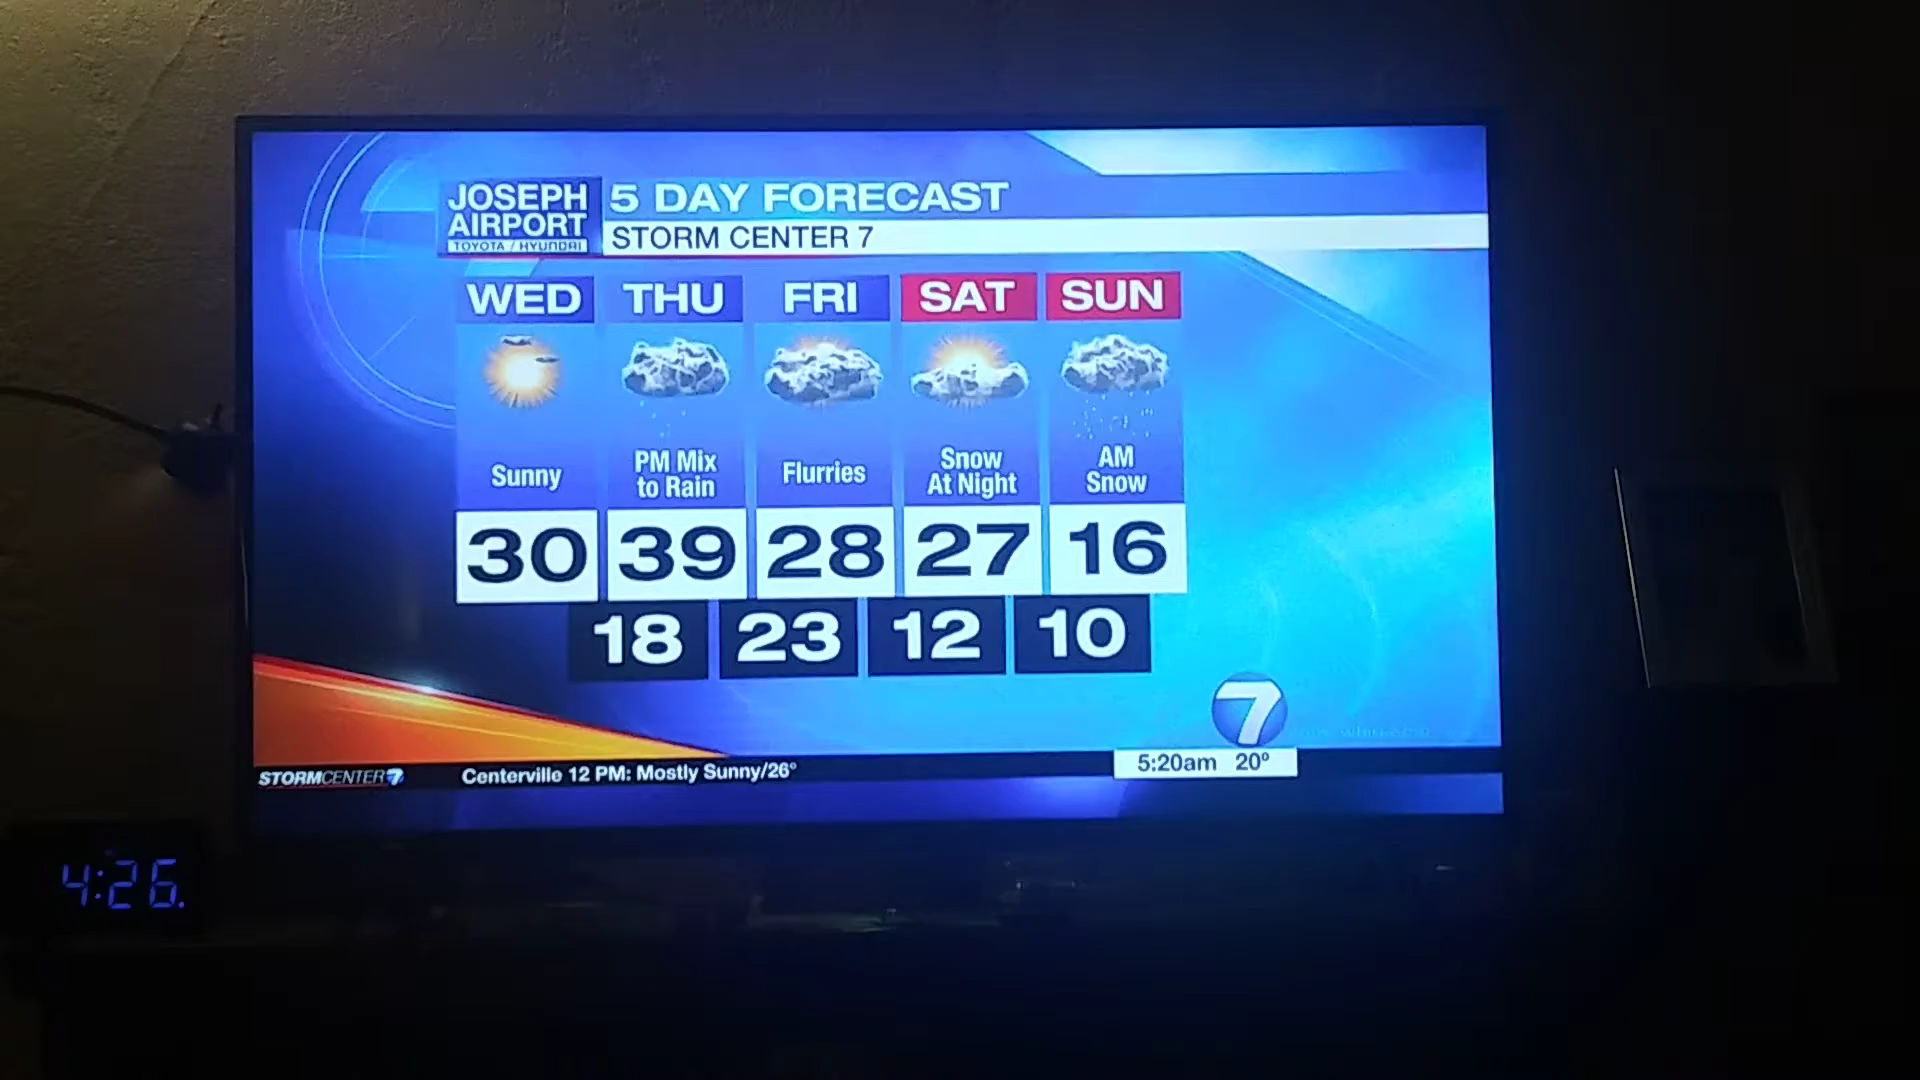 JOSEPH
AIRPORT
TOYOTA / HYUNDAI
5 DAY FORECAST
STORM CENTER 7
WED THU FRI SAT SUN
Sunny
PM Mix
to Rain
Flurries
Snow
At Night
AM
Snow
30 39 28 27 16
18 23 12 10
7
STORMCENTER7
Centerville 12 PM: Mostly Sunny/26°
5:20am 20°
4:26.